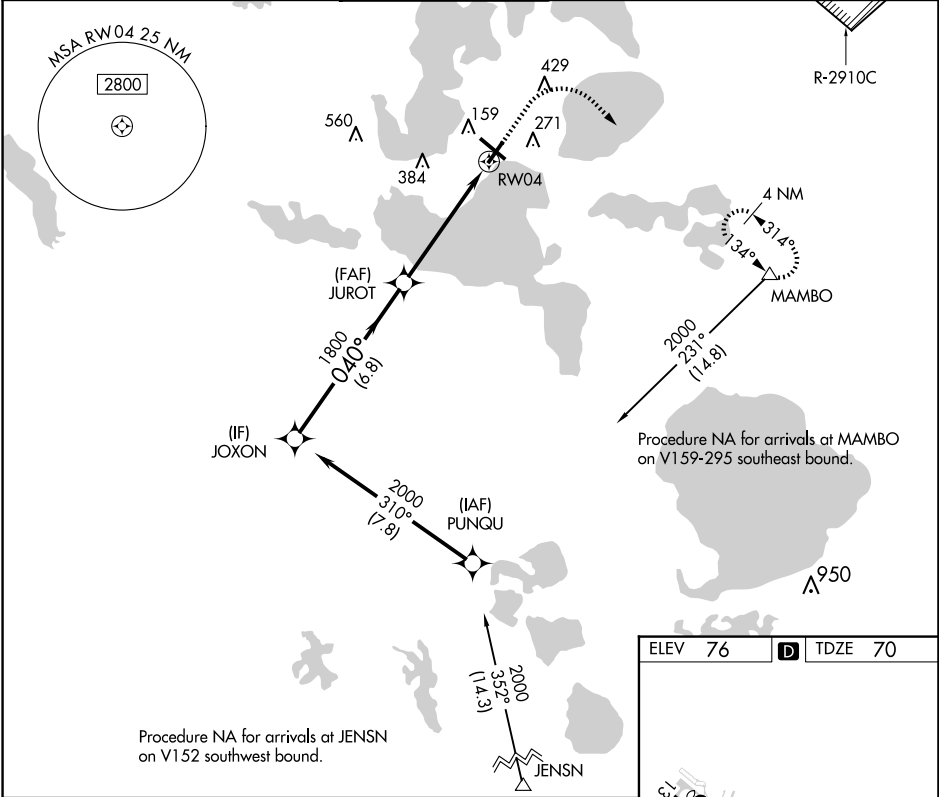 MSA RW04 25 NM
2800
R-2910C
429
560
159
271
384
RW04
4 NM
314°
134°
MAMBO
(FAF)
JUROT
2000
231°
(14.8)
1800
040°
(6.8)
(IF)
JOXON
Procedure NA for arrivals at MAMBO
on V159-295 southeast bound.
2000
310°
(7.8)
(IAF)
PUNQU
950
ELEV 76
D
TDZE 70
2000
352°
(14.3)
Procedure NA for arrivals at JENSN
on V152 southwest bound.
JENSN
13